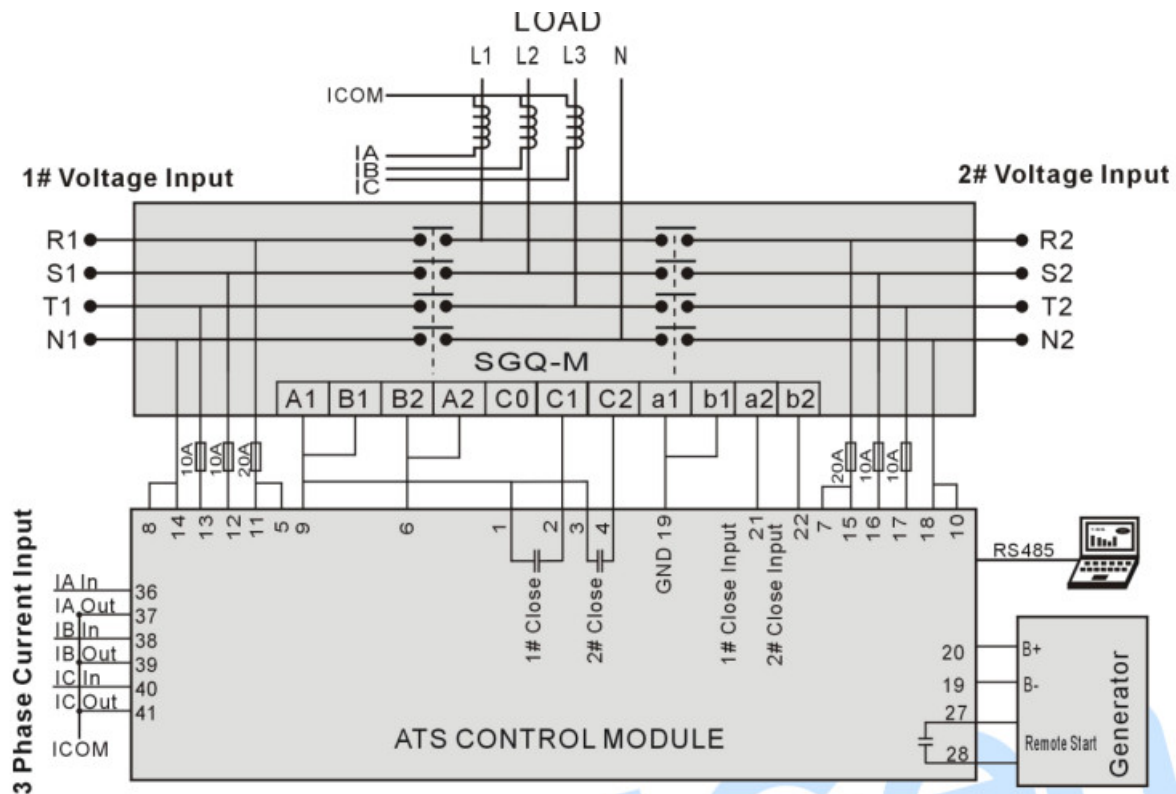 LOAD
L1 L2 L3 N
ICOM
IA
IB
IC
1# Voltage Input
2# Voltage Input
R1 R2
S1 S2
T1 T2
N1 N2
SGQ-M
A1 B1 B2 A2 C0 C1 C2 a1 b1 a2 b2
10A 10A 20A 20A 10A 10A
8 14 13 12 11 5 9 6 1 2 3 4 GND 19 21 22 7 15 16 17 18 10
1# Close
2# Close
1# Close Input
2# Close Input
RS485
3 Phase Current Input
IA In 36
IA Out 37
IB In 38
IB Out 39
IC In 40
IC Out 41
ICOM
ATS CONTROL MODULE
20 B+
19 B-
27
28
Remote Start
Generator